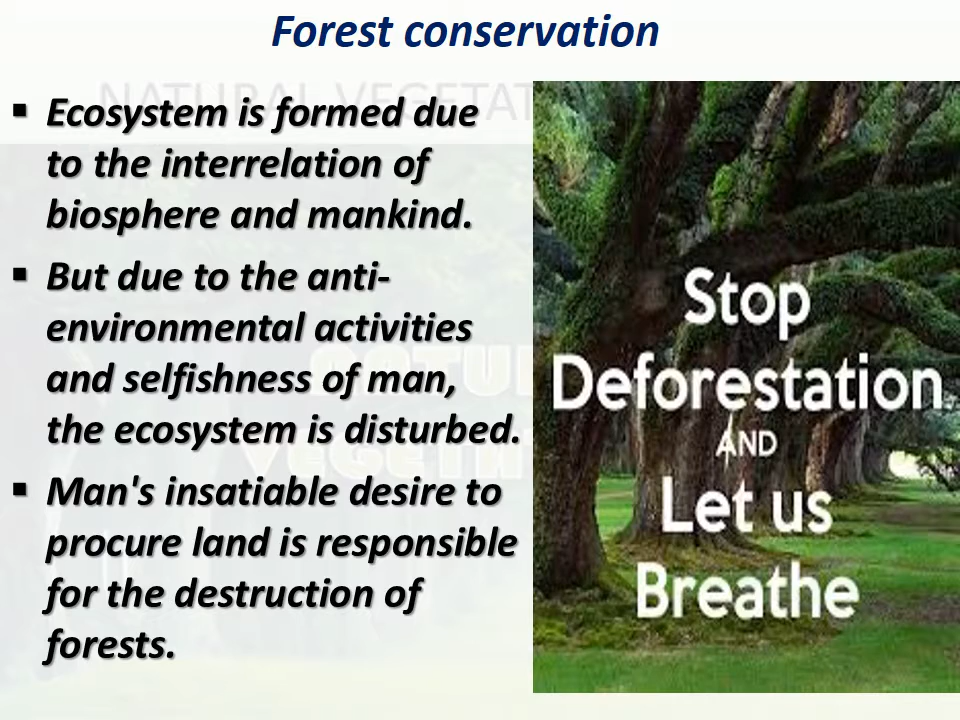 Forest conservation
NATURAL VEGETAT
▪ Ecosystem is formed due
to the interrelation of
biosphere and mankind.
▪ But due to the anti-
environmental activities
and selfishness of man,
the ecosystem is disturbed.
▪ Man's insatiable desire to
procure land is responsible
for the destruction of
forests.
Stop
Deforestation
AND
Let us
Breathe